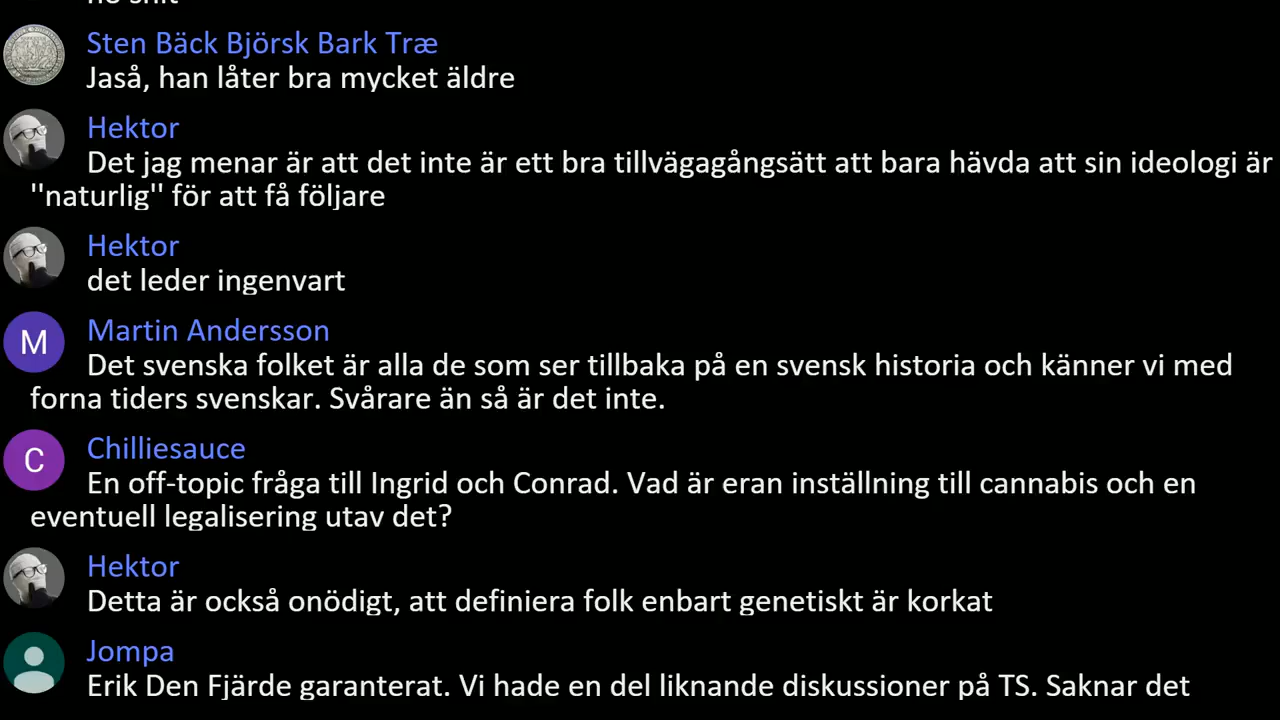 Sten Bäck Björsk Bark Træ
Jaså, han låter bra mycket äldre
Hektor
Det jag menar är att det inte är ett bra tillvägagångsätt att bara hävda att sin ideologi är
"naturlig" för att få följare
Hektor
det leder ingenvart
M
Martin Andersson
Det svenska folket är alla de som ser tillbaka på en svensk historia och känner vi med
forna tiders svenskar. Svårare än så är det inte.
C
Chilliesauce
En off-topic fråga till Ingrid och Conrad. Vad är eran inställning till cannabis och en
eventuell legalisering utav det?
Hektor
Detta är också onödigt, att definiera folk enbart genetiskt är korkat
Jompa
Erik Den Fjärde garanterat. Vi hade en del liknande diskussioner på TS. Saknar det